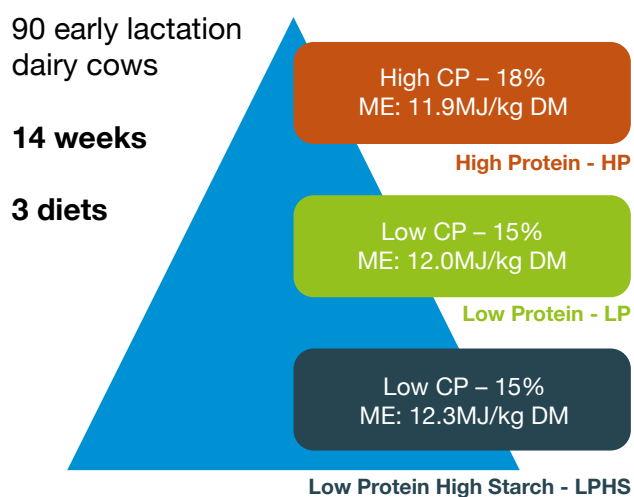 90 early lactation
dairy cows
14 weeks
3 diets
High CP – 18%
ME: 11.9MJ/kg DM
High Protein - HP
Low CP – 15%
ME: 12.0MJ/kg DM
Low Protein - LP
Low CP – 15%
ME: 12.3MJ/kg DM
Low Protein High Starch - LPHS